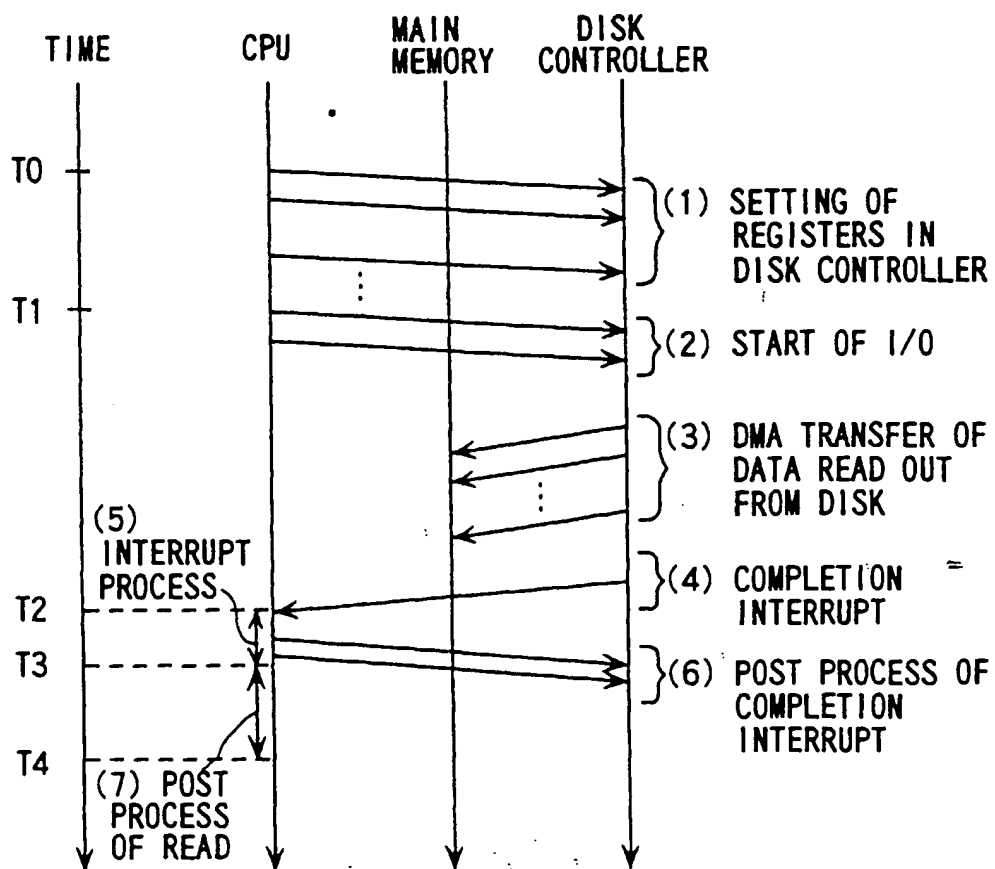 TIME
CPU
MAIN
MEMORY
DISK
CONTROLLER
T0
(1) SETTING OF
REGISTERS IN
DISK CONTROLLER
T1
(2) START OF I/O
(3) DMA TRANSFER OF
DATA READ OUT
FROM DISK
(5)
INTERRUPT
PROCESS
(4) COMPLETION
INTERRUPT
T2
T3
(6) POST PROCESS OF
COMPLETION
INTERRUPT
T4
(7) POST
PROCESS
OF READ